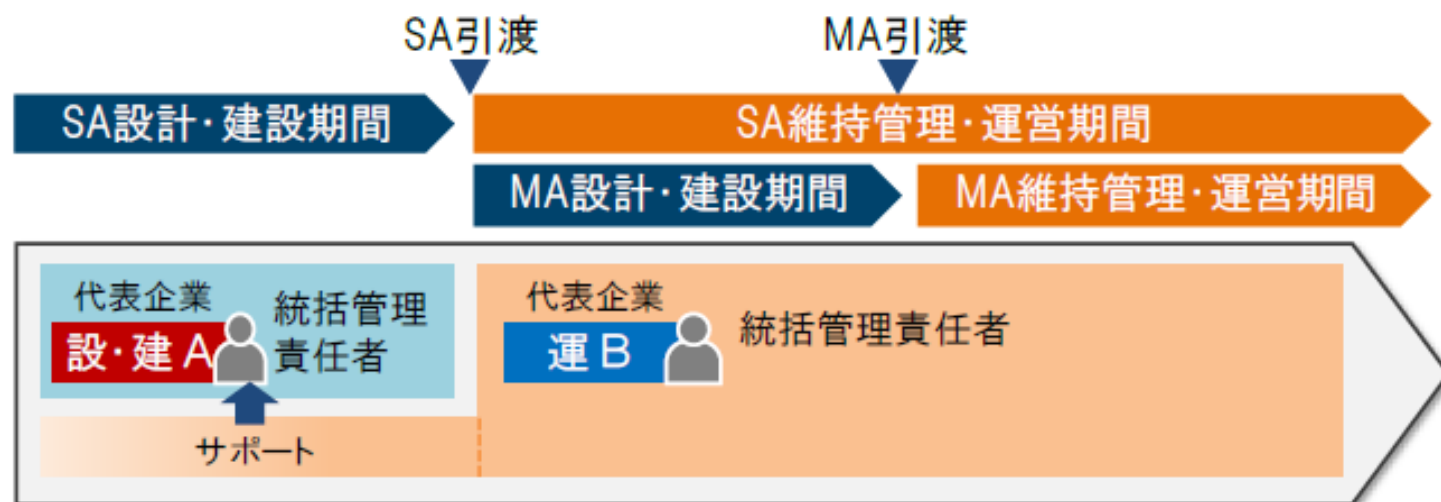 SA引渡
MA引渡
SA設計・建設期間
SA維持管理・運営期間
MA設計・建設期間
MA維持管理・運営期間
代表企業
設・建A
統括管理
責任者
代表企業
運B
統括管理責任者
サポート